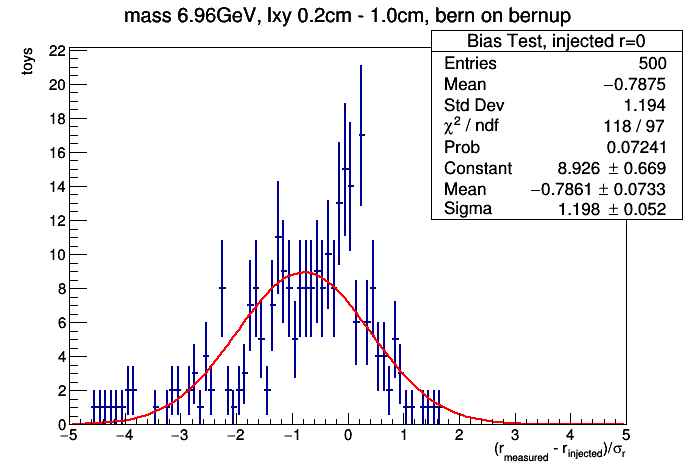 mass 6.96GeV, lxy 0.2cm - 1.0cm, bern on bernup
Bias Test, injected r=0
Entries 500
Mean −0.7875
Std Dev 1.194
χ² / ndf 118 / 97
Prob 0.07241
Constant 8.926 ± 0.669
Mean −0.7861 ± 0.0733
Sigma 1.198 ± 0.052
toys
22
20
18
16
14
12
10
8
6
4
2
0
−5 −4 −3 −2 −1 0 1 2 3 4 5
(r_measured - r_injected)/σ_r